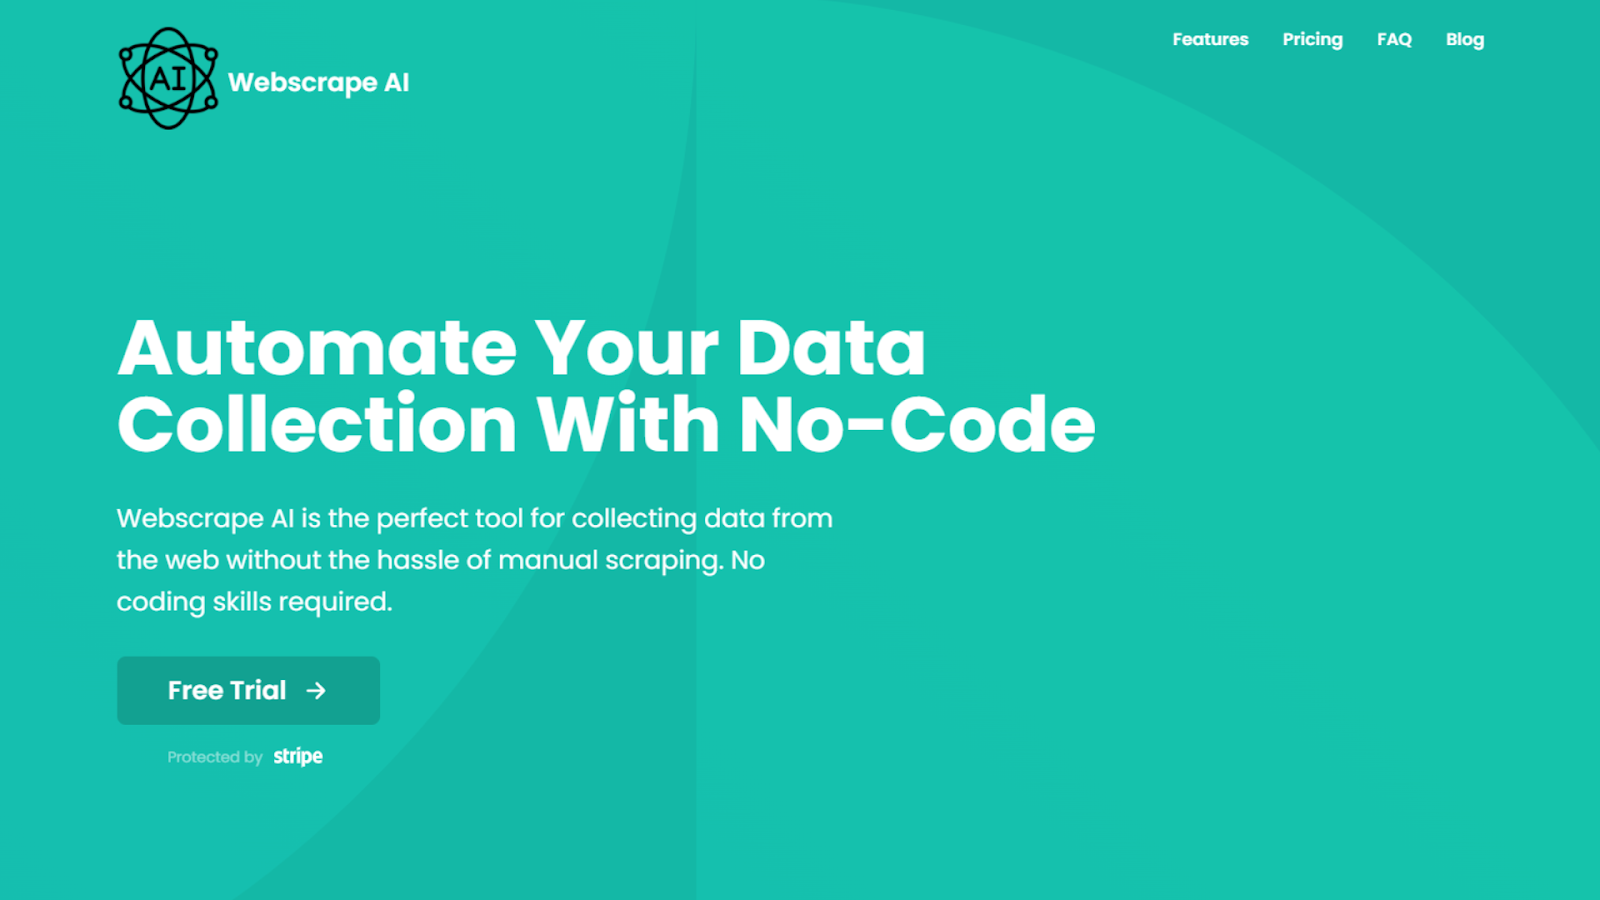 AI
Webscrape AI
Features
Pricing
FAQ
Blog
Automate Your Data
Collection With No-Code
Webscrape AI is the perfect tool for collecting data from
the web without the hassle of manual scraping. No
coding skills required.
Free Trial →
Protected by stripe